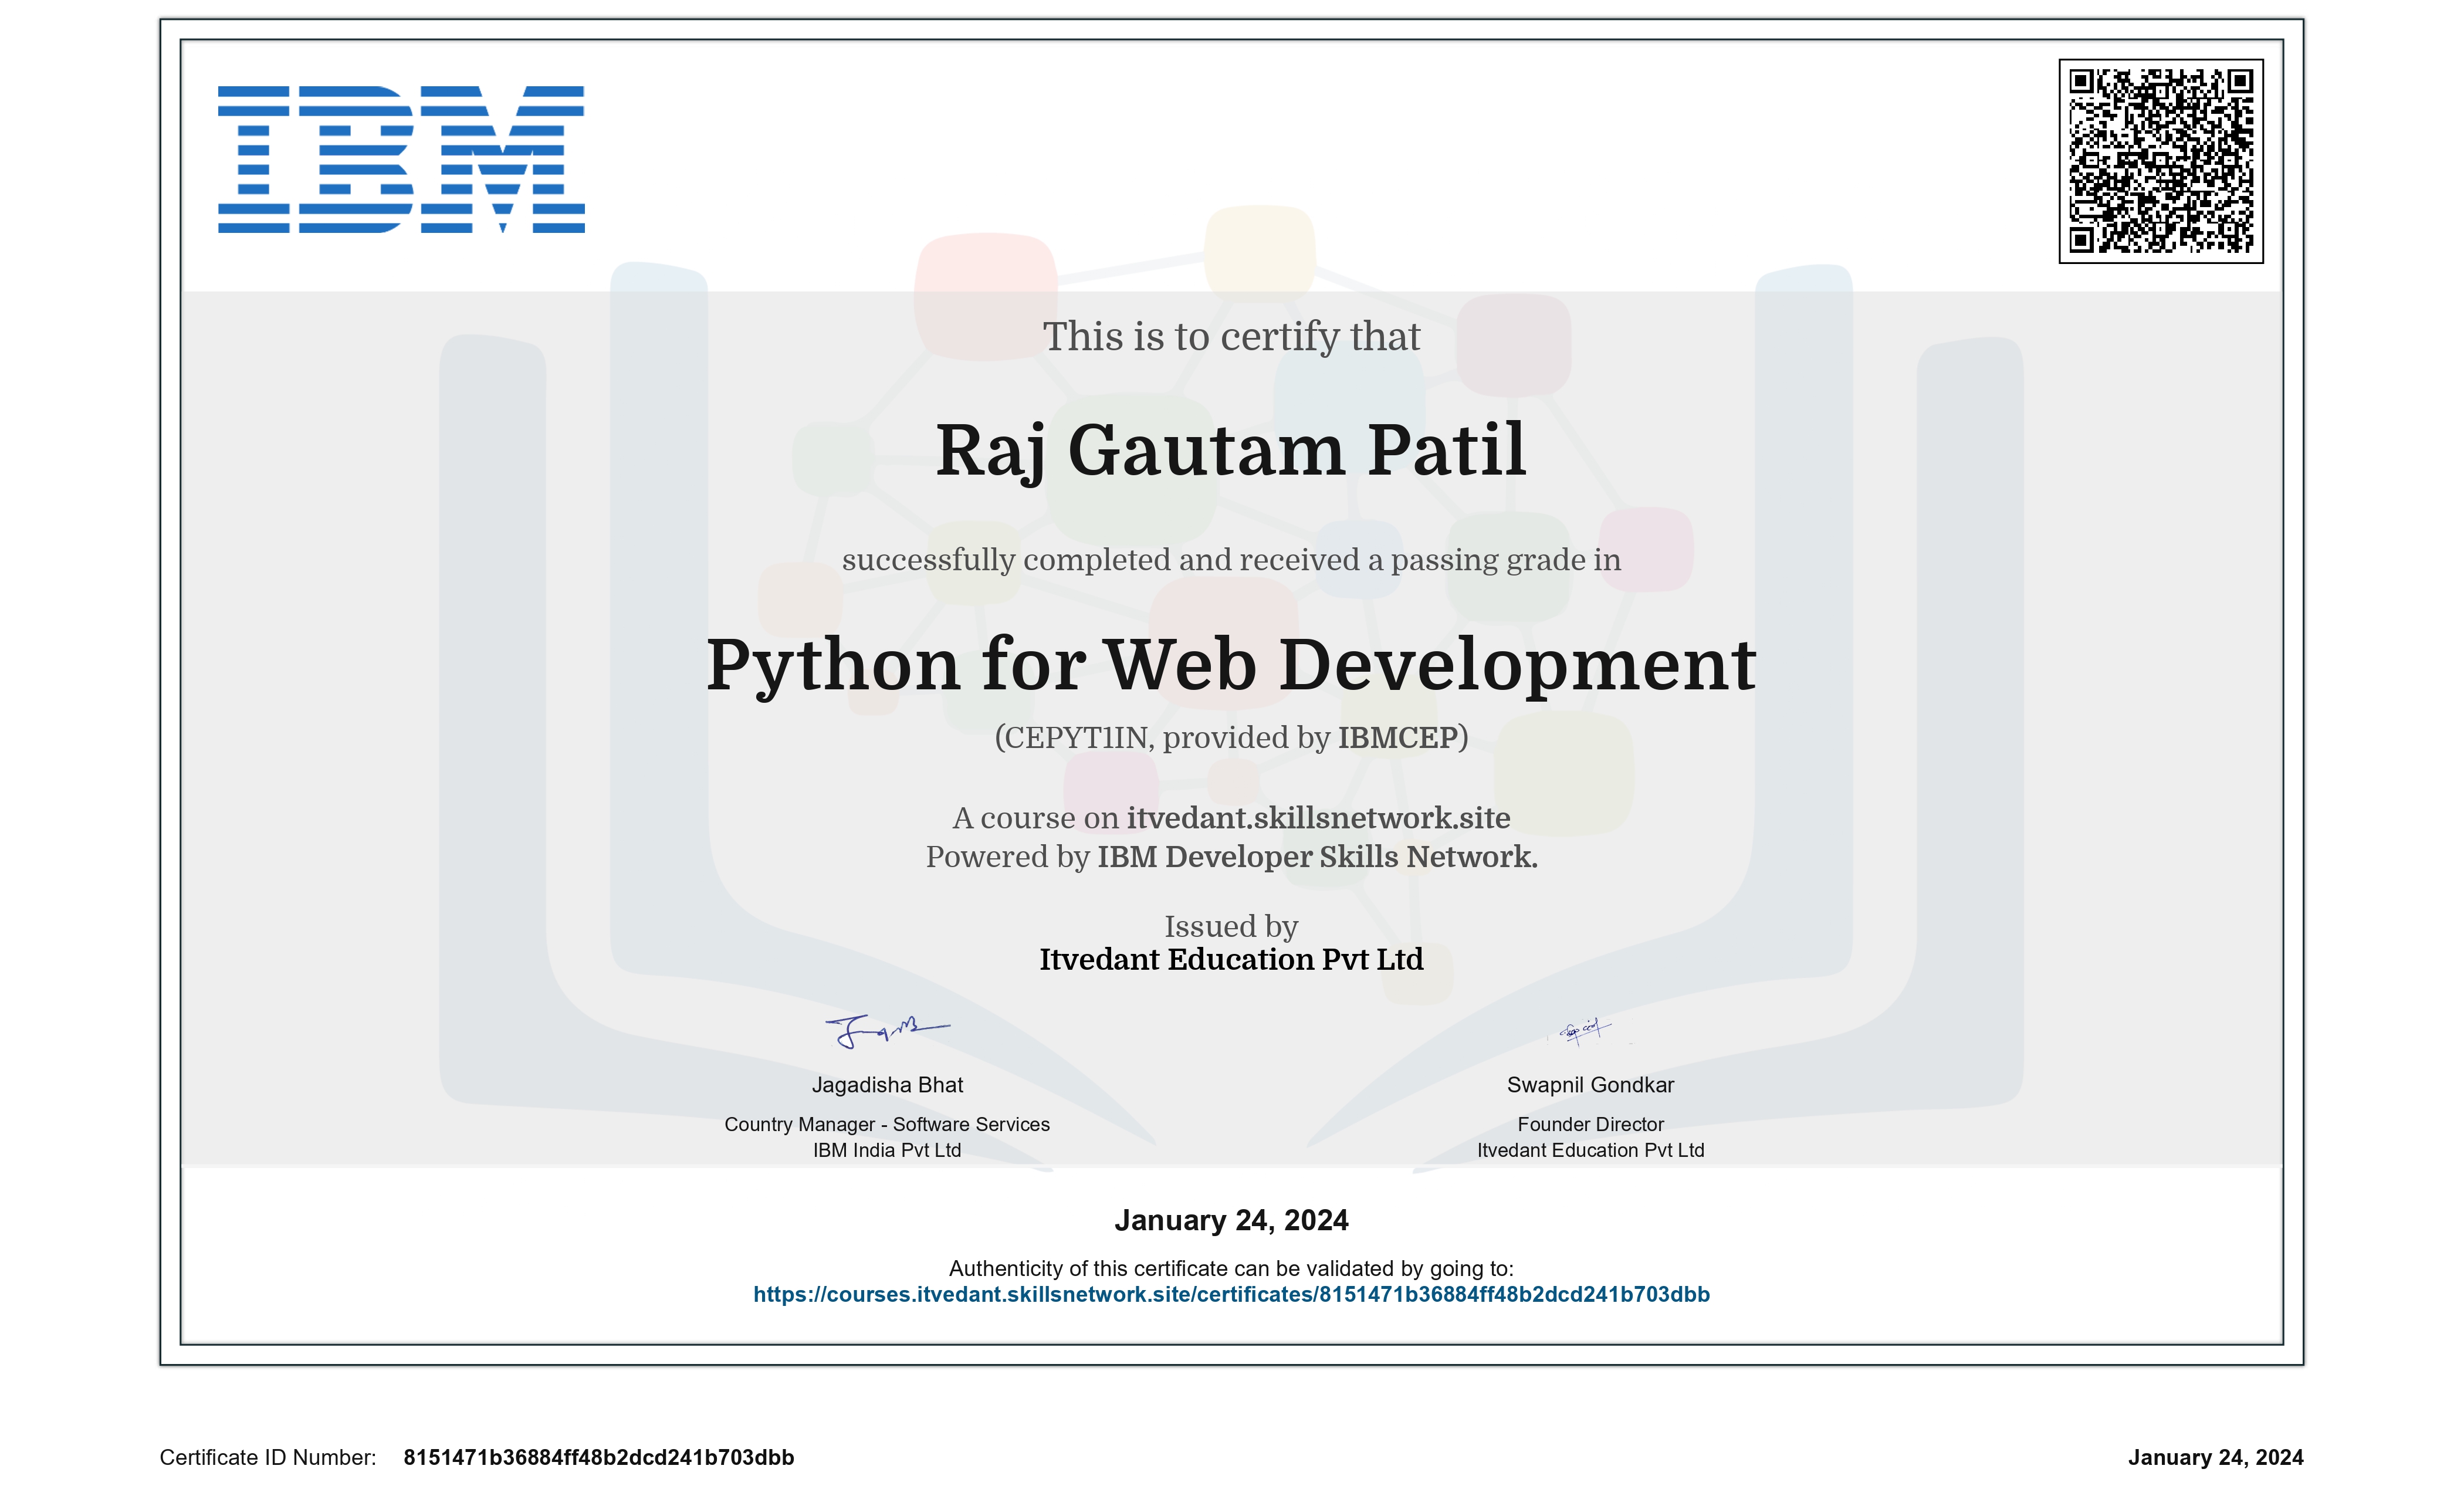 IBM
This is to certify that
Raj Gautam Patil
successfully completed and received a passing grade in
Python for Web Development
(CEPYT1IN, provided by IBMCEP)
A course on itvedant.skillsnetwork.site
Powered by IBM Developer Skills Network.
Issued by
Itvedant Education Pvt Ltd
Jagadisha Bhat
Country Manager - Software Services
IBM India Pvt Ltd
Swapnil Gondkar
Founder Director
Itvedant Education Pvt Ltd
January 24, 2024
Authenticity of this certificate can be validated by going to:
https://courses.itvedant.skillsnetwork.site/certificates/8151471b36884ff48b2dcd241b703dbb
Certificate ID Number: 8151471b36884ff48b2dcd241b703dbb
January 24, 2024